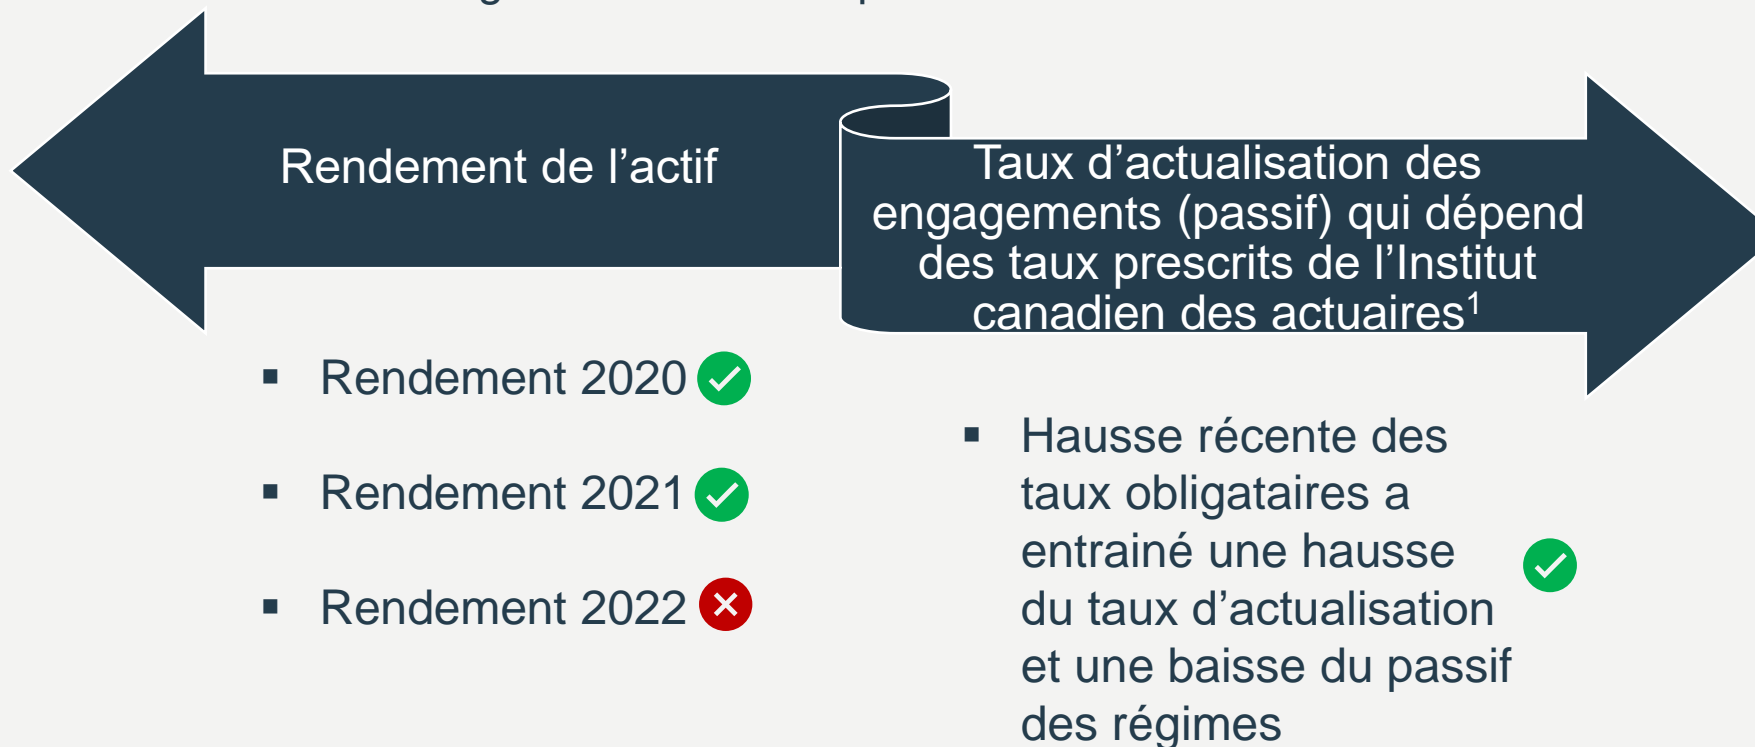 Rendement de l’actif
Taux d’actualisation des
engagements (passif) qui dépend
des taux prescrits de l’Institut
canadien des actuaires¹
▪ Rendement 2020
▪ Rendement 2021
▪ Rendement 2022
▪ Hausse récente des
taux obligataires a
entrainé une hausse
du taux d’actualisation
et une baisse du passif
des régimes